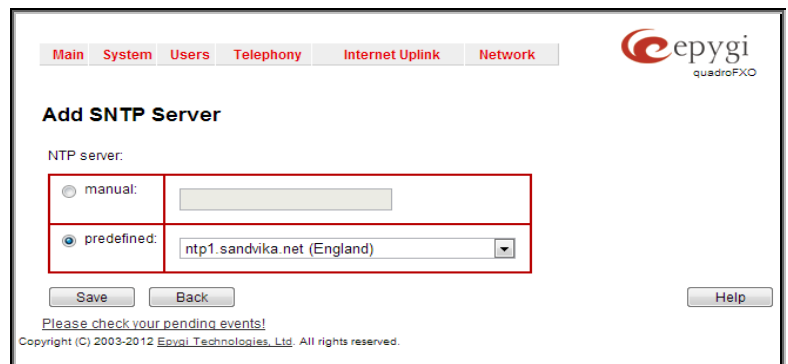 Main System Users Telephony Internet Uplink Network
epygi
quadroFXO
Add SNTP Server
NTP server:
manual:
predefined: ntp1.sandvika.net (England)
Save Back Help
Please check your pending events!
Copyright (C) 2003-2012 Epygi Technologies, Ltd. All rights reserved.